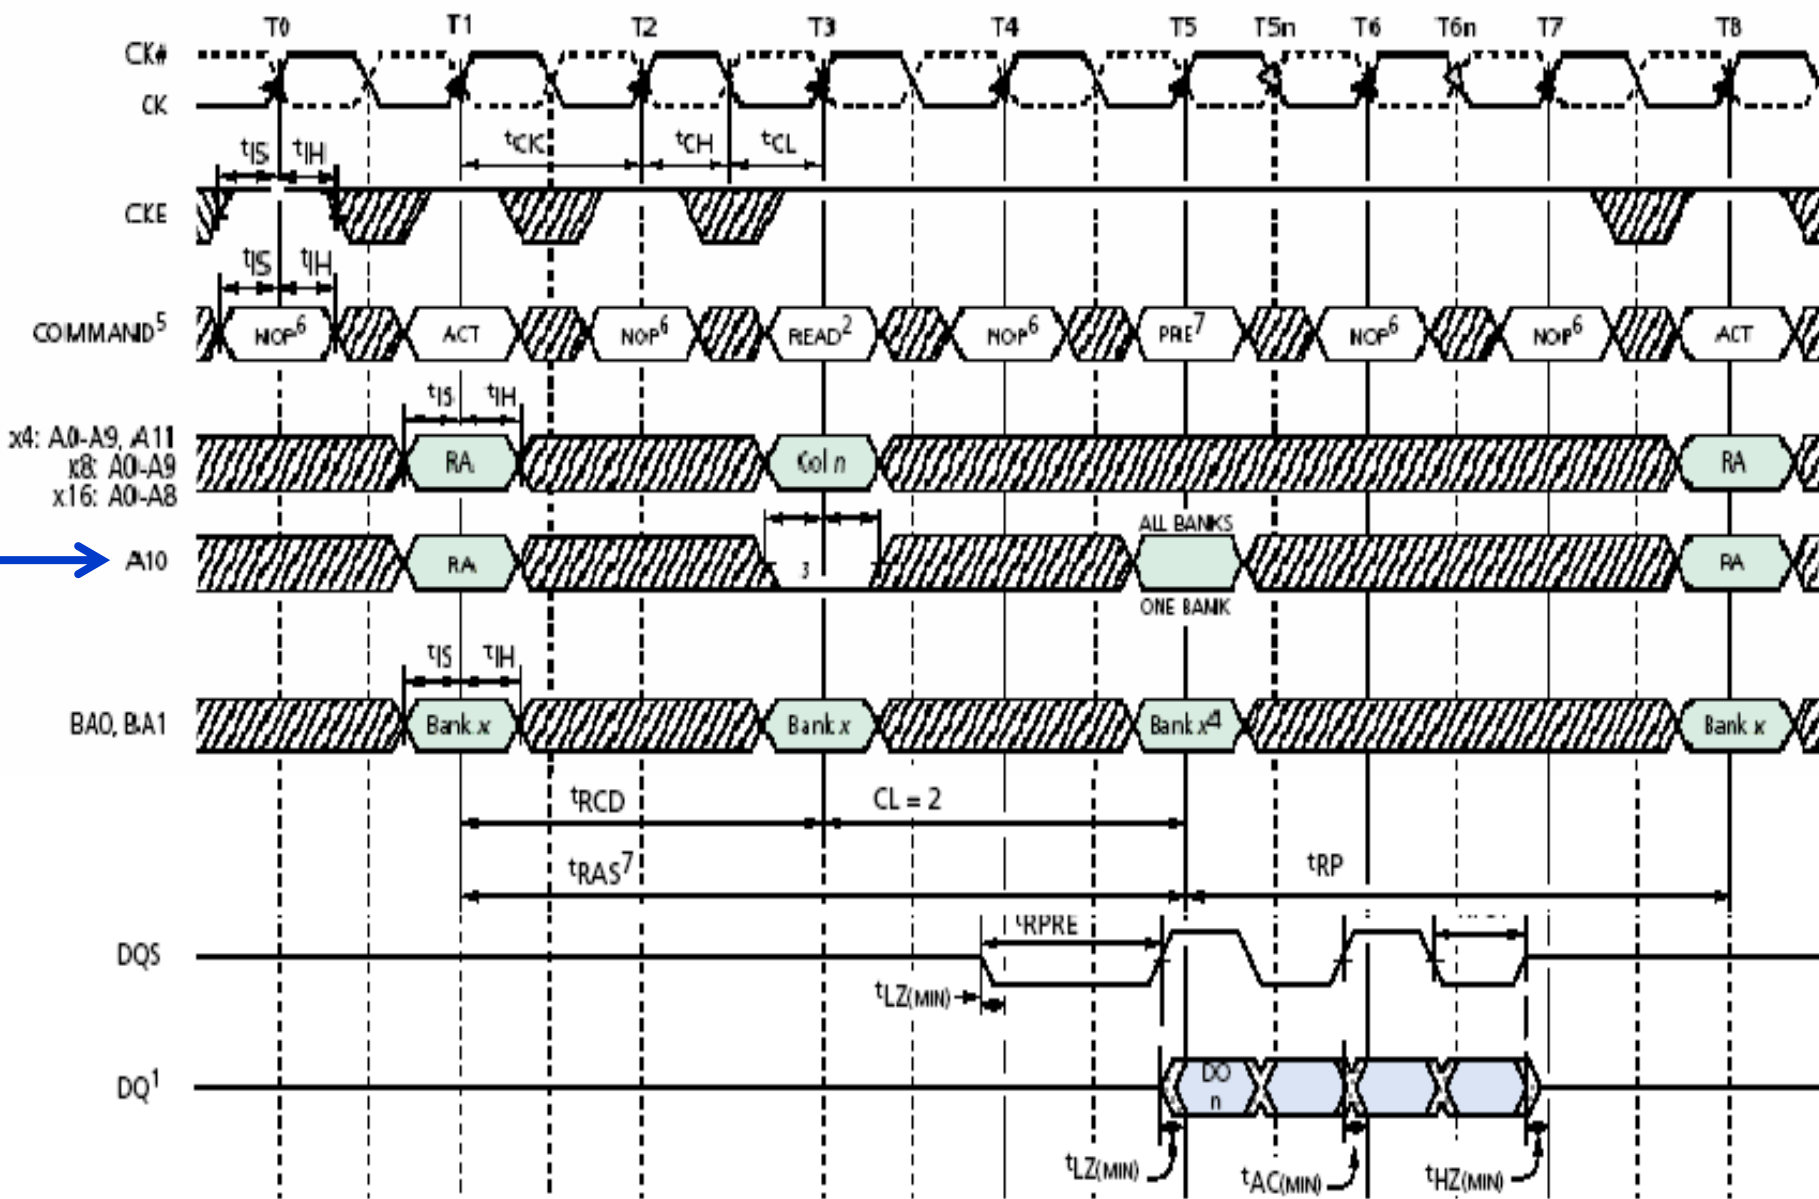 T0 T1 T2 T3 T4 T5 T5n T6 T6n T7 T8
CK#
CK
tIS tIH tCK tCH tCL
CKE
tIS tIH
COMMAND5 NOP6 ACT NOP6 READ2 NOP6 PRE7 NOP6 NOP6 ACT
tIS tIH
x4: A0-A9, A11
x8: A0-A9
x16: A0-A8
RA Col n RA
ALL BANKS
A10 RA 3 RA
ONE BANK
tIS tIH
BA0, BA1 Bank x Bank x Bank x4 Bank x
tRCD CL = 2
tRAS7 tRP
tRPRE
DQS
tLZ(MIN)
DQ1 DO
n
tLZ(MIN) tAC(MIN) tHZ(MIN)